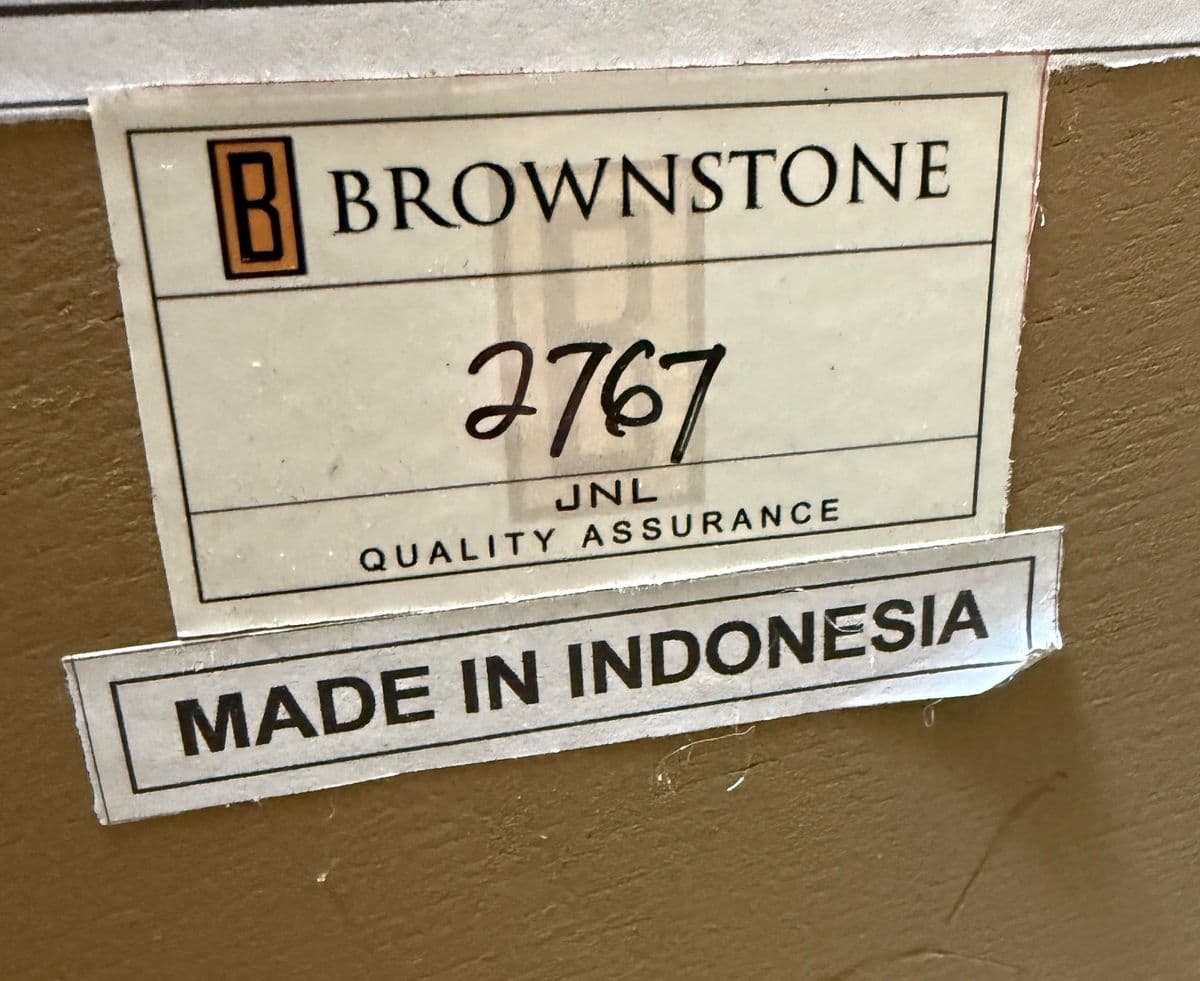 B BROWNSTONE
2767
JNL
QUALITY ASSURANCE
MADE IN INDONESIA